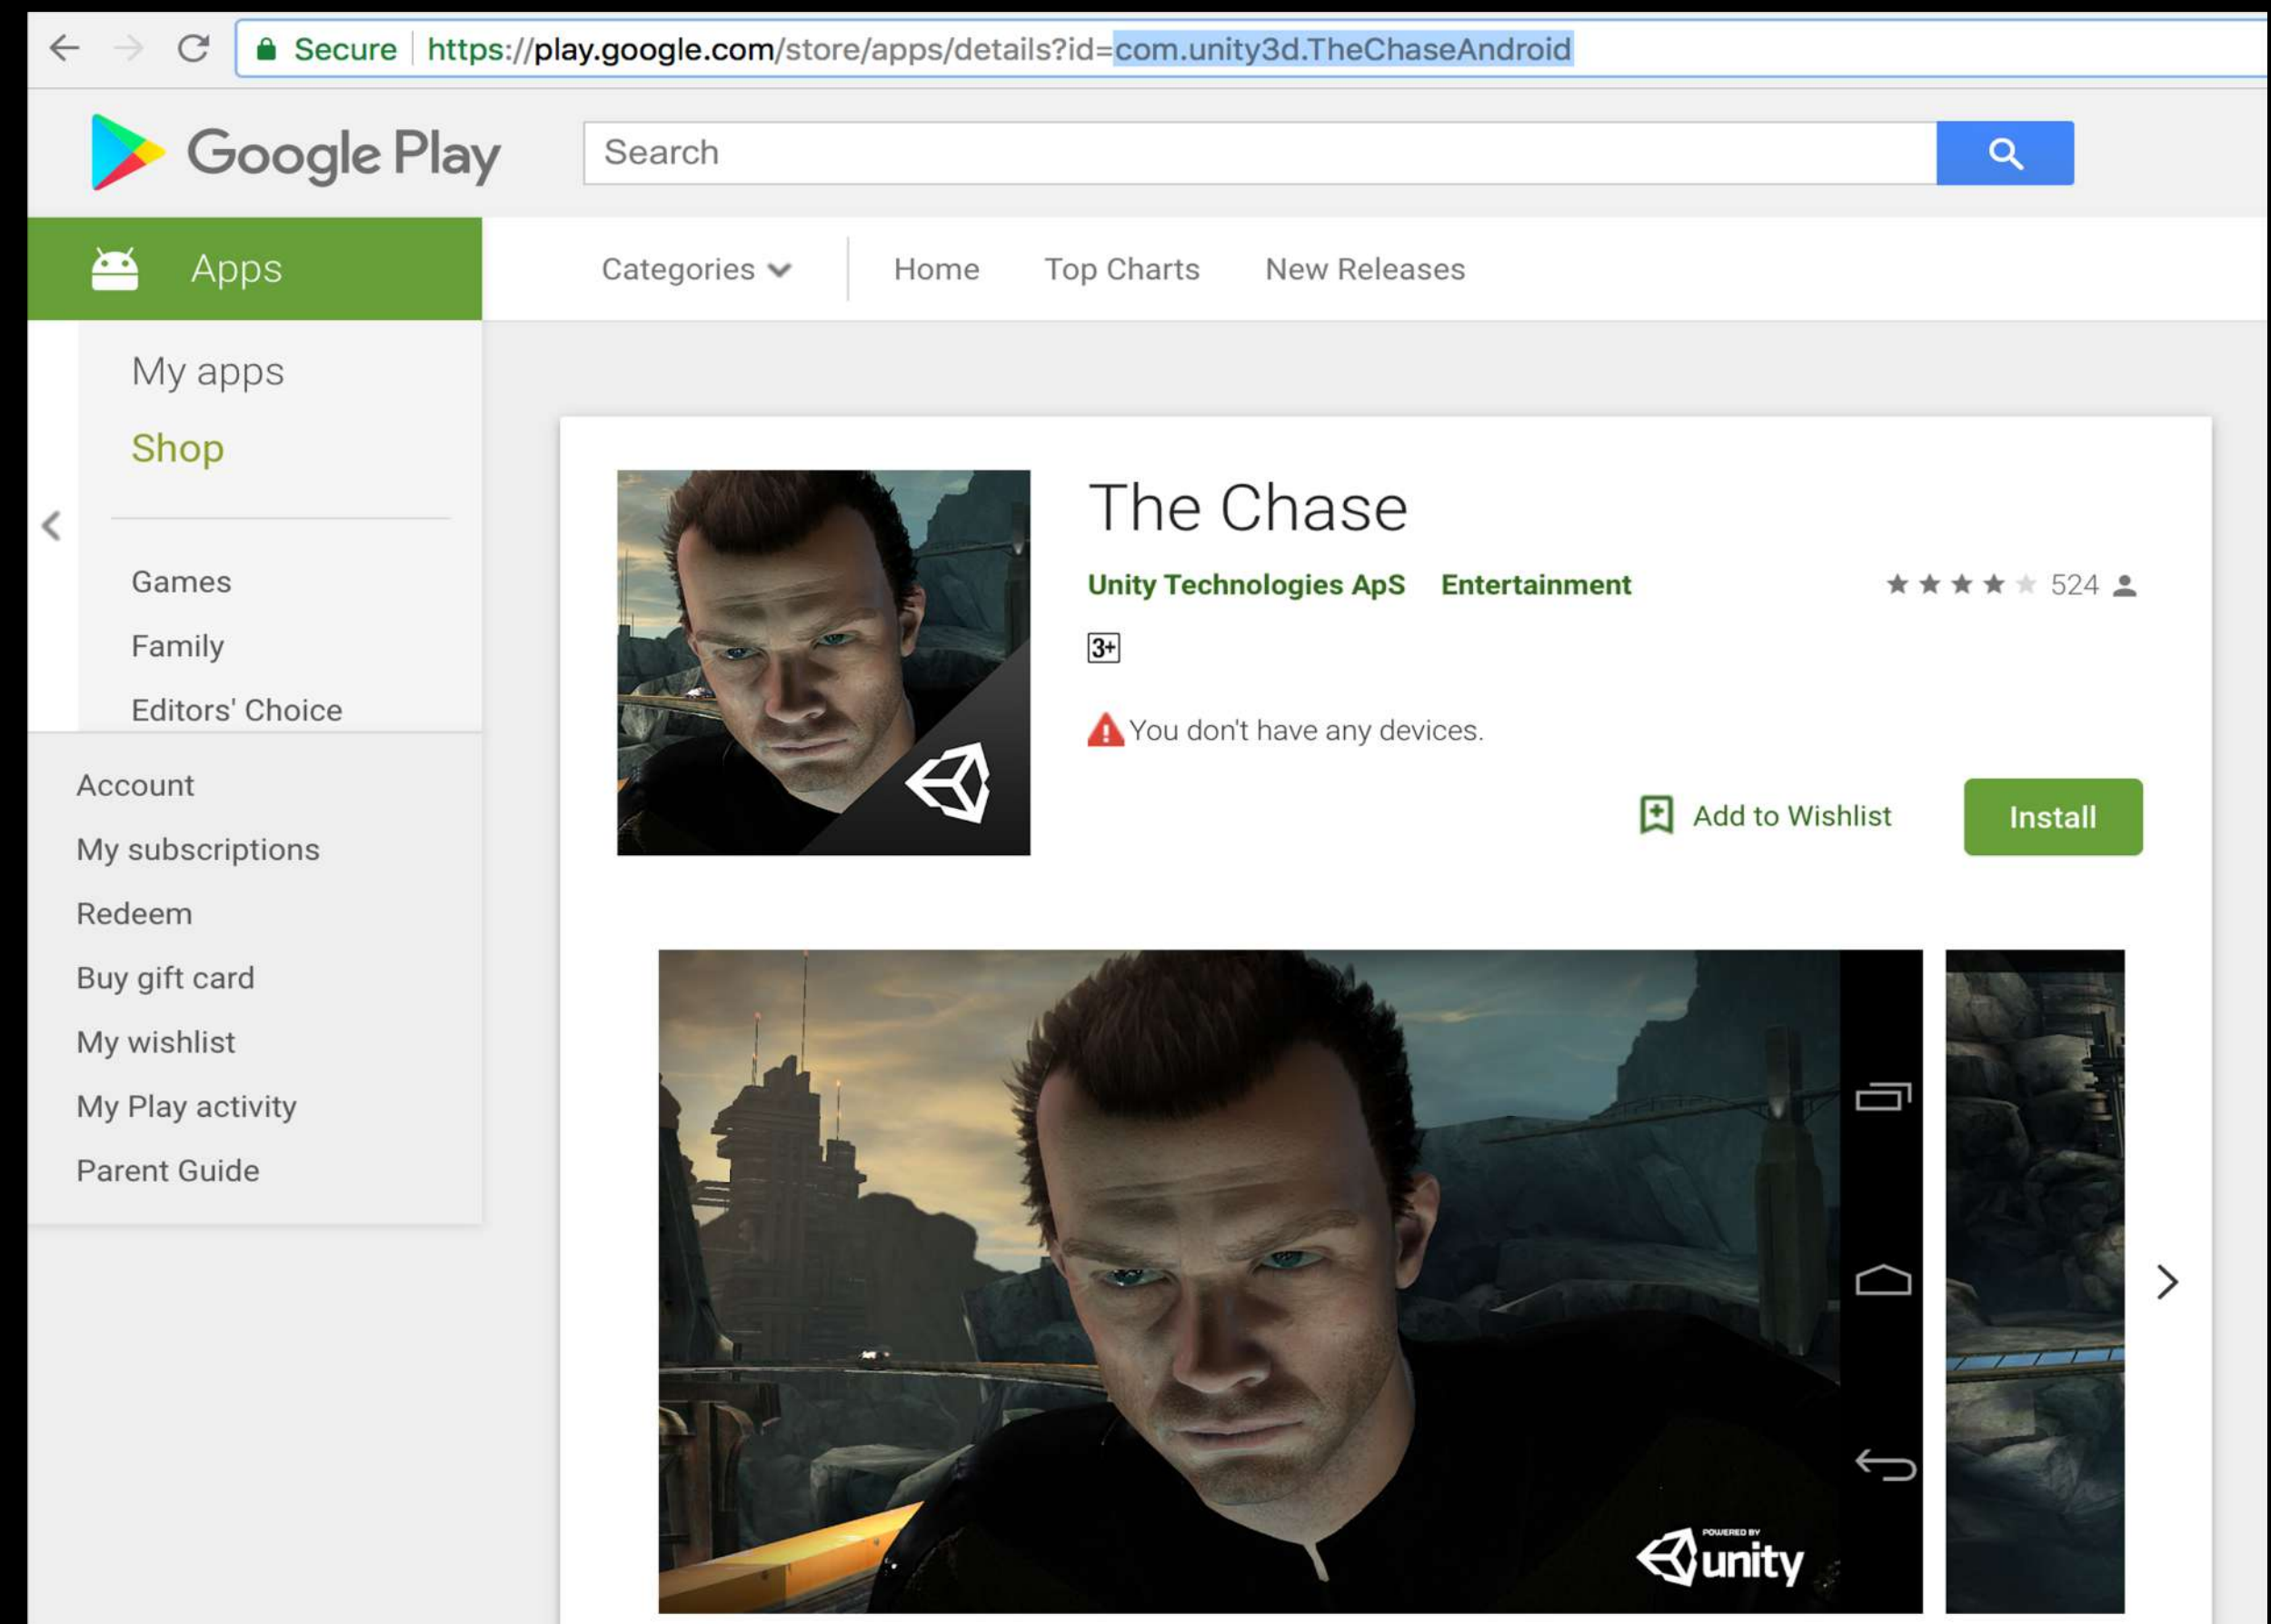 Secure https://play.google.com/store/apps/details?id=com.unity3d.TheChaseAndroid
Google Play
Search
Apps
Categories
Home
Top Charts
New Releases
My apps
Shop
Games
Family
Editors' Choice
Account
My subscriptions
Redeem
Buy gift card
My wishlist
My Play activity
Parent Guide
The Chase
Unity Technologies ApS Entertainment
524
3+
You don't have any devices.
Add to Wishlist
Install
POWERED BY
unity